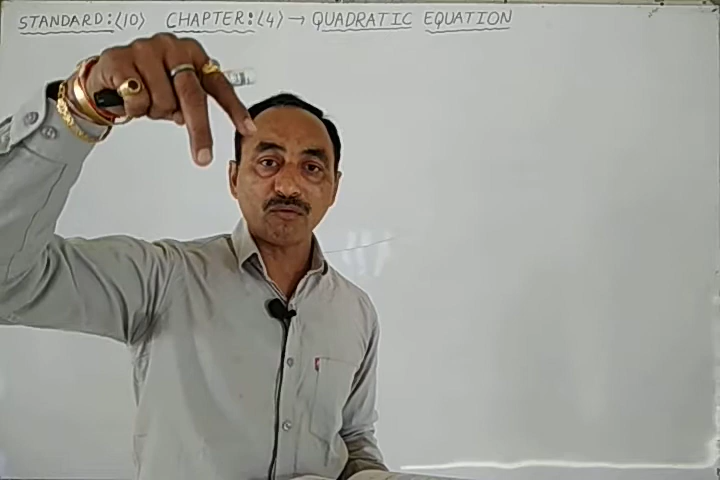 STANDARD:⟨10⟩ CHAPTER:⟨4⟩ → QUADRATIC EQUATION